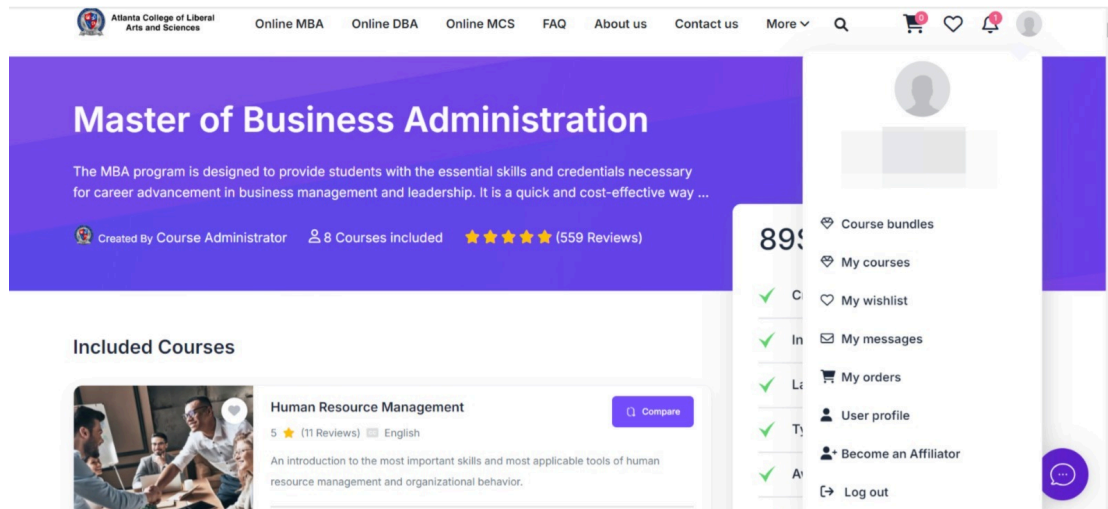 Atlanta College of Liberal
Arts and Sciences
Online MBA
Online DBA
Online MCS
FAQ
About us
Contact us
More
0
1
Master of Business Administration
The MBA program is designed to provide students with the essential skills and credentials necessary
for career advancement in business management and leadership. It is a quick and cost-effective way ...
Created By Course Administrator
8 Courses included
(559 Reviews)
Included Courses
Human Resource Management
Compare
5
(11 Reviews)
English
An introduction to the most important skills and most applicable tools of human
resource management and organizational behavior.
Course bundles
My courses
My wishlist
My messages
My orders
User profile
Become an Affiliator
Log out